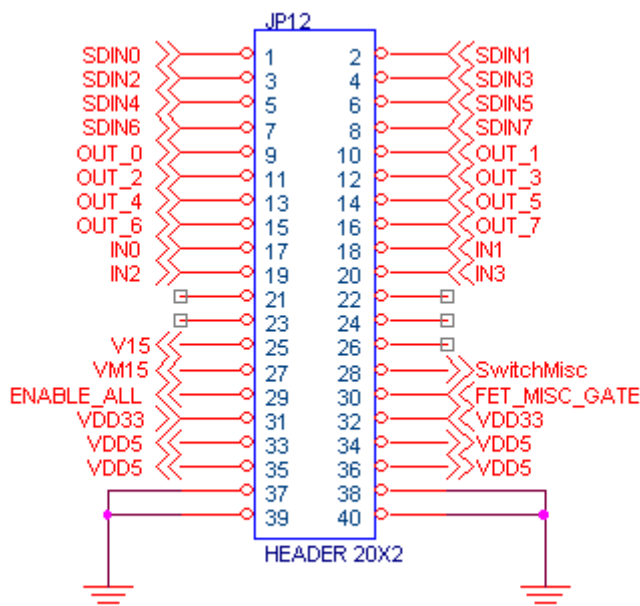 JP12
SDIN0 1 2 SDIN1
SDIN2 3 4 SDIN3
SDIN4 5 6 SDIN5
SDIN6 7 8 SDIN7
OUT_0 9 10 OUT_1
OUT_2 11 12 OUT_3
OUT_4 13 14 OUT_5
OUT_6 15 16 OUT_7
IN0 17 18 IN1
IN2 19 20 IN3
21 22
23 24
V15 25 26
VM15 27 28 SwitchMisc
ENABLE_ALL 29 30 FET_MISC_GATE
VDD33 31 32 VDD33
VDD5 33 34 VDD5
VDD5 35 36 VDD5
37 38
39 40
HEADER 20X2